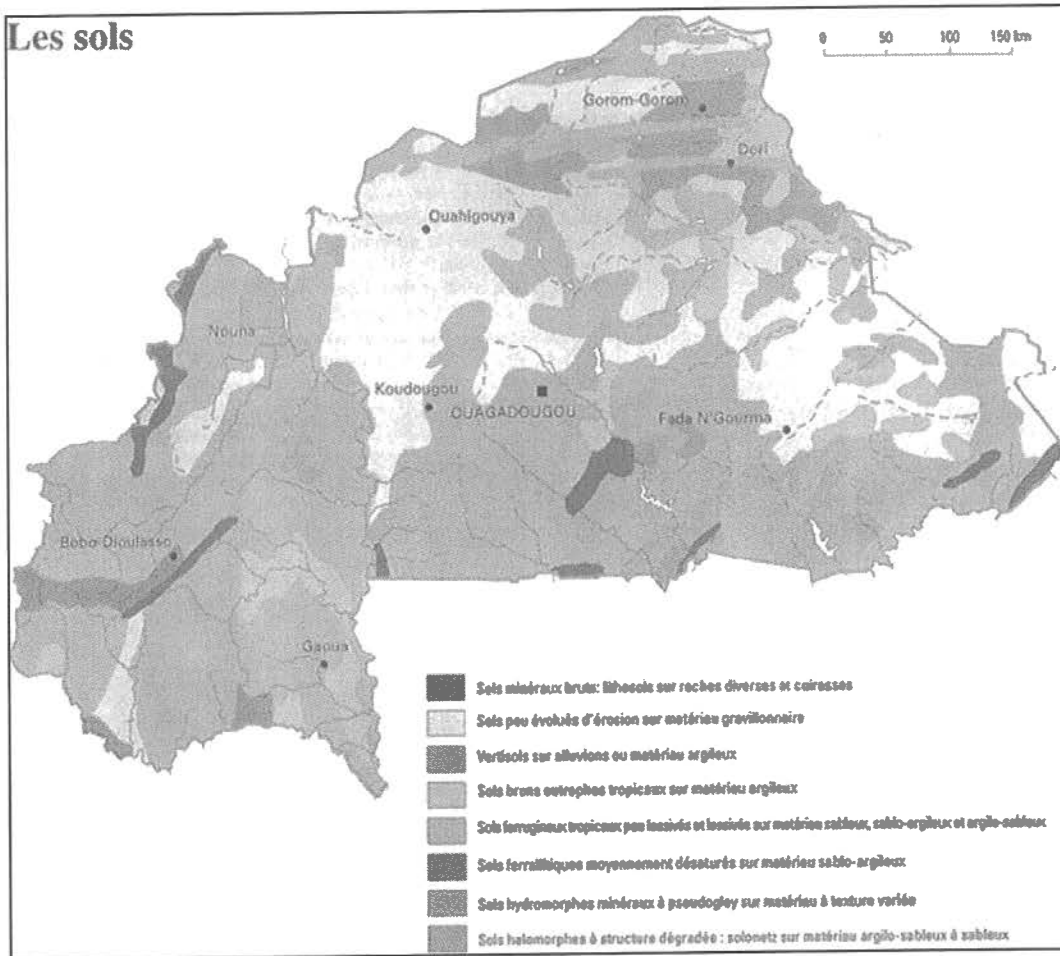 Les sols
0 50 100 150 km
Gorom-Gorom
Dori
Ouahigouya
Nouna
Koudougou
OUAGADOUGOU
Fada N'Gourma
Bobo-Dioulasso
Gaoua
Sols minéraux bruts: lithosols sur roches diverses et cuirasses
Sols peu évolués d'érosion sur matériau gravillonnaire
Vertisols sur alluvions ou matériau argileux
Sols bruns eutrophes tropicaux sur matériau argileux
Sols ferrugineux tropicaux peu lessivés et lessivés sur matériau sableux, sablo-argileux et argilo-sableux
Sols ferrallitiques moyennement désaturés sur matériau sablo-argileux
Sols hydromorphes minéraux à pseudogley sur matériau à texture variée
Sols halomorphes à structure dégradée : solonetz sur matériau argilo-sableux à sableux